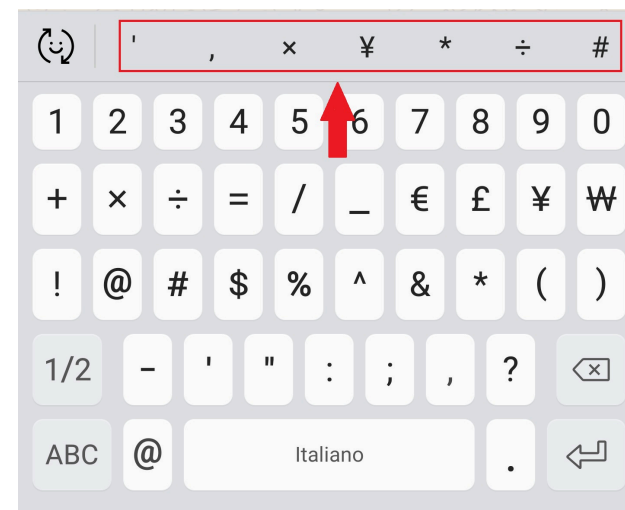 ' , × ¥ * ÷ #
1 2 3 4 5 6 7 8 9 0
+ × ÷ = / _ € £ ¥ ₩
! @ # $ % ^ & * ( )
1/2 - ' " : ; , ?
ABC @ Italiano .